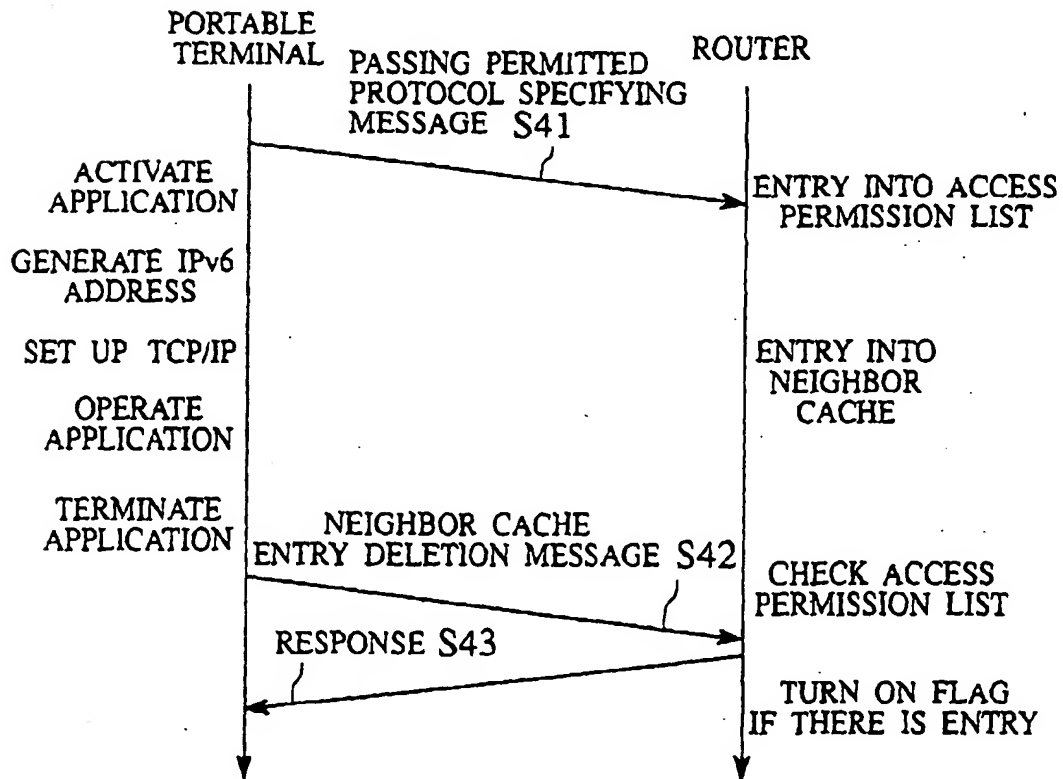 PORTABLE
TERMINAL
ROUTER
PASSING PERMITTED
PROTOCOL SPECIFYING
MESSAGE S41
ACTIVATE
APPLICATION
ENTRY INTO ACCESS
PERMISSION LIST
GENERATE IPv6
ADDRESS
SET UP TCP/IP
ENTRY INTO
NEIGHBOR
CACHE
OPERATE
APPLICATION
TERMINATE
APPLICATION
NEIGHBOR CACHE
ENTRY DELETION MESSAGE S42
CHECK ACCESS
PERMISSION LIST
RESPONSE S43
TURN ON FLAG
IF THERE IS ENTRY